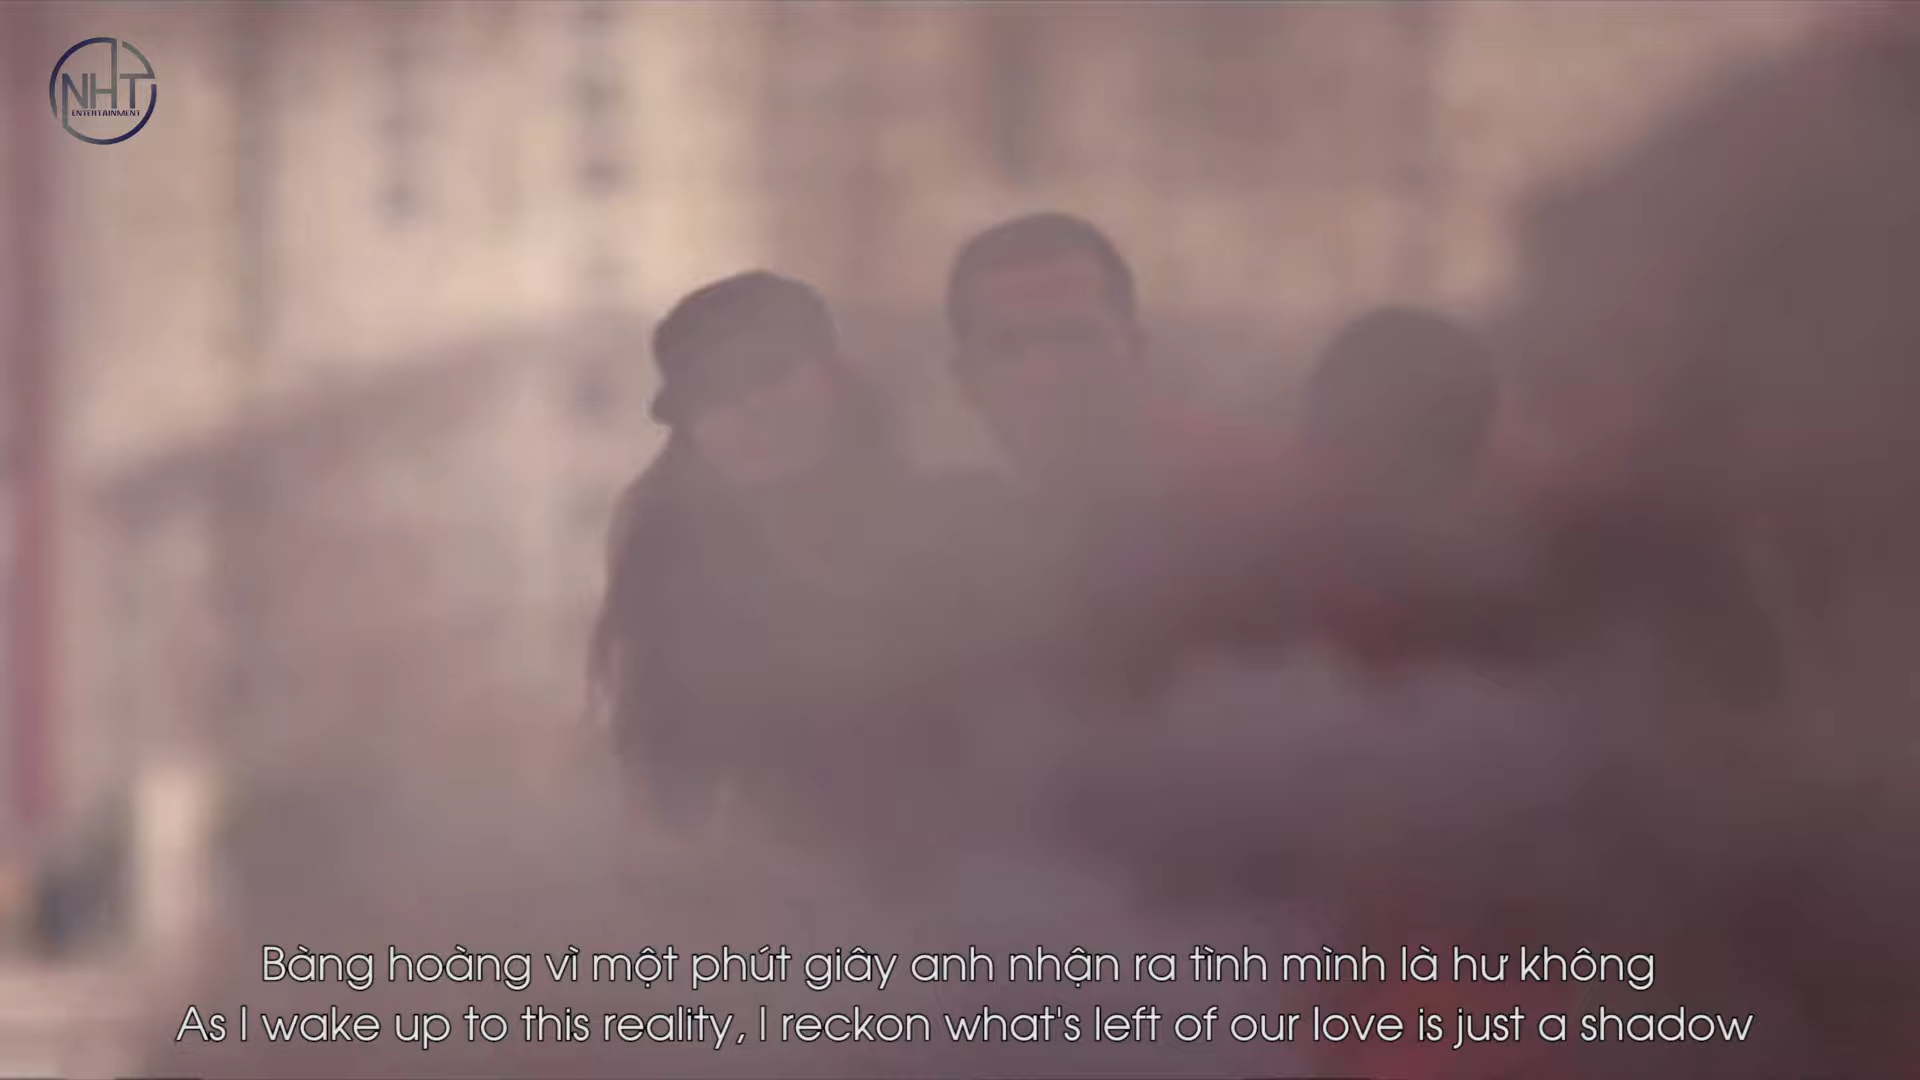 NHT
ENTERTAINMENT
Bàng hoàng vì một phút giây anh nhận ra tình mình là hư không
As I wake up to this reality, I reckon what's left of our love is just a shadow